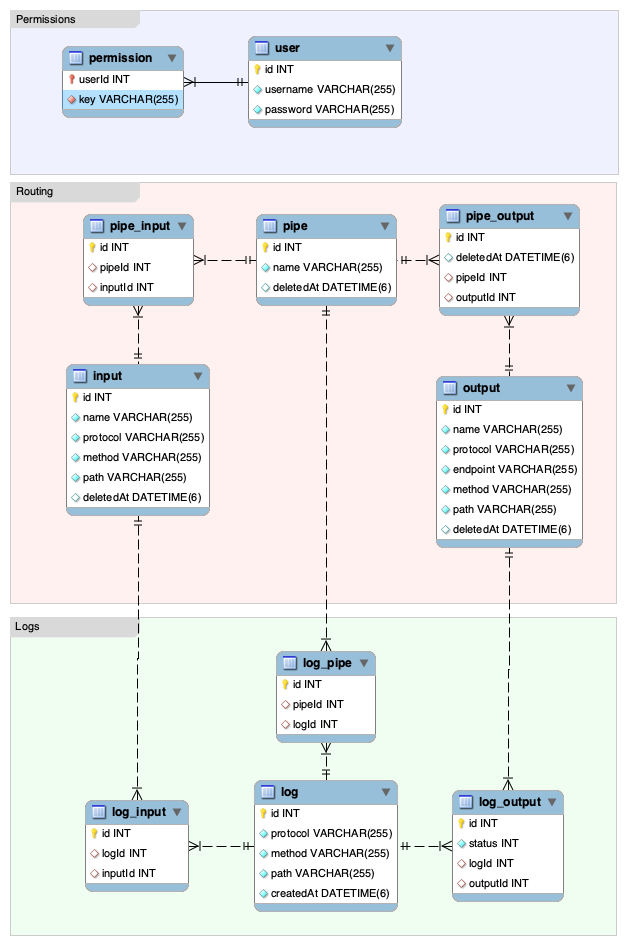 Permissions
permission
userId INT
key VARCHAR(255)
user
id INT
username VARCHAR(255)
password VARCHAR(255)
Routing
pipe_input
id INT
pipeId INT
inputId INT
pipe
id INT
name VARCHAR(255)
deletedAt DATETIME(6)
pipe_output
id INT
deletedAt DATETIME(6)
pipeId INT
outputId INT
input
id INT
name VARCHAR(255)
protocol VARCHAR(255)
method VARCHAR(255)
path VARCHAR(255)
deletedAt DATETIME(6)
output
id INT
name VARCHAR(255)
protocol VARCHAR(255)
endpoint VARCHAR(255)
method VARCHAR(255)
path VARCHAR(255)
deletedAt DATETIME(6)
Logs
log_pipe
id INT
pipeId INT
logId INT
log_input
id INT
logId INT
inputId INT
log
id INT
protocol VARCHAR(255)
method VARCHAR(255)
path VARCHAR(255)
createdAt DATETIME(6)
log_output
id INT
status INT
logId INT
outputId INT